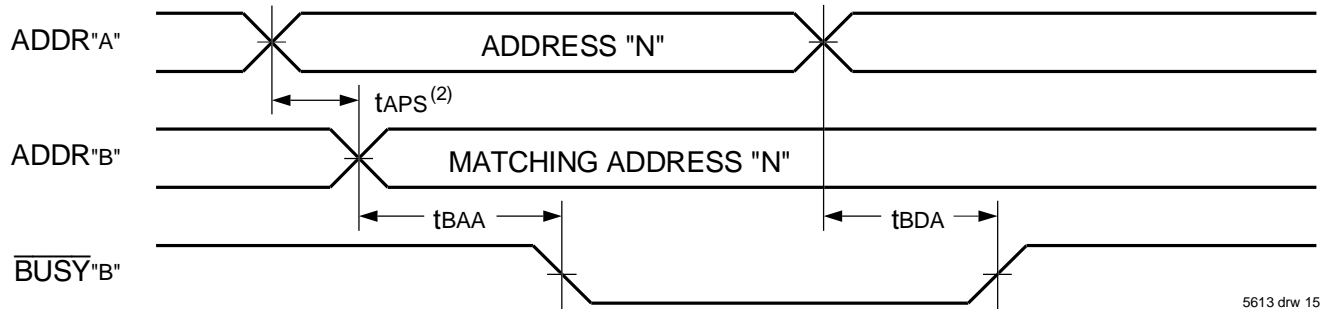 ADDR"A"
ADDRESS "N"
tAPS(2)
ADDR"B"
MATCHING ADDRESS "N"
tBAA
tBDA
BUSY"B"
5613 drw 15